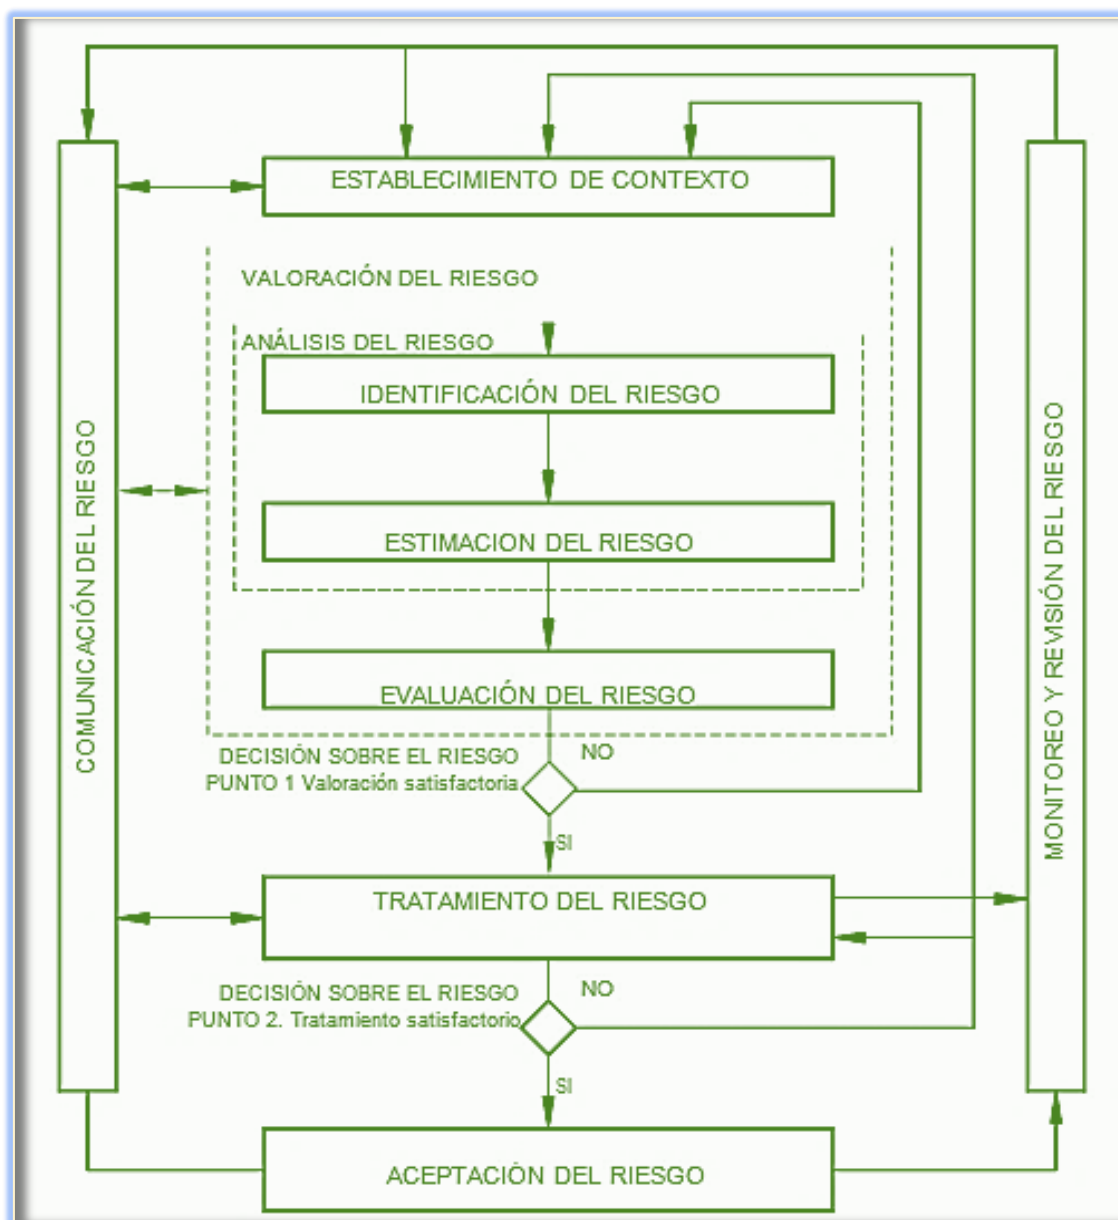 ESTABLECIMIENTO DE CONTEXTO
VALORACIÓN DEL RIESGO
ANÁLISIS DEL RIESGO
IDENTIFICACIÓN DEL RIESGO
ESTIMACION DEL RIESGO
EVALUACIÓN DEL RIESGO
DECISIÓN SOBRE EL RIESGO
PUNTO 1 Valoración satisfactoria
NO
SI
TRATAMIENTO DEL RIESGO
DECISIÓN SOBRE EL RIESGO
PUNTO 2. Tratamiento satisfactorio
NO
SI
ACEPTACIÓN DEL RIESGO
COMUNICACIÓN DEL RIESGO
MONITOREO Y REVISIÓN DEL RIESGO